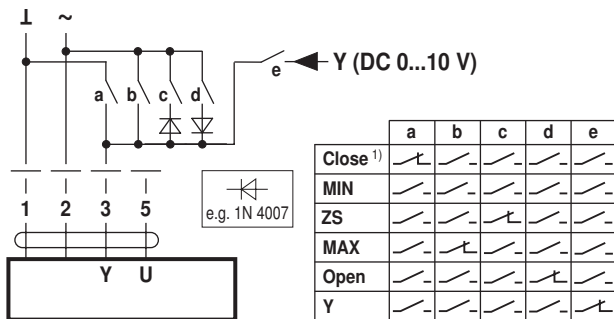 ⊥ ~
Y (DC 0...10 V)
e
a b c d
1 2 3 5
e.g. 1N 4007
Y U
a b c d e
Close 1)
MIN
ZS
MAX
Open
Y